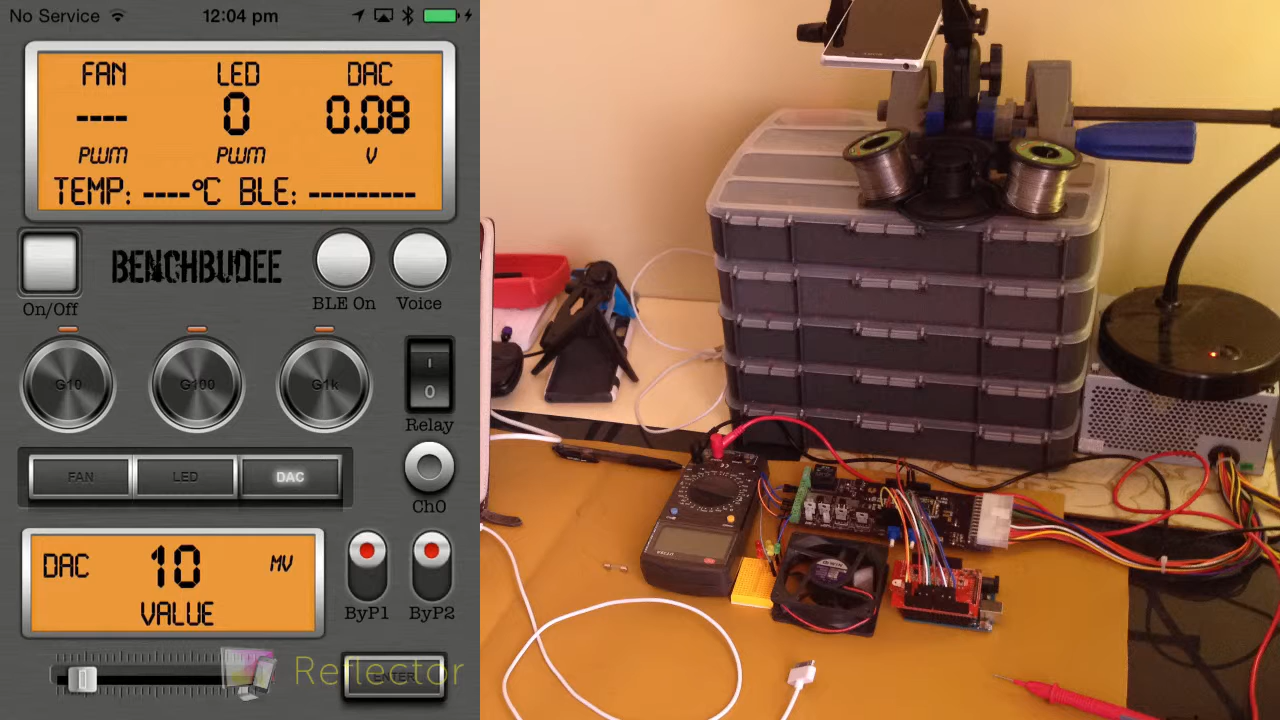 No Service 12:04 pm
FAN LED DAC
---- 0 0.08
PWM PWM V
TEMP: ----°C BLE: ---------
BENCHBUDEE
On/Off BLE On Voice
G10 G100 G1k
I
0
Relay
FAN LED DAC
Ch0
DAC 10 MV
VALUE
ByP1 ByP2
Reflector
ENTER